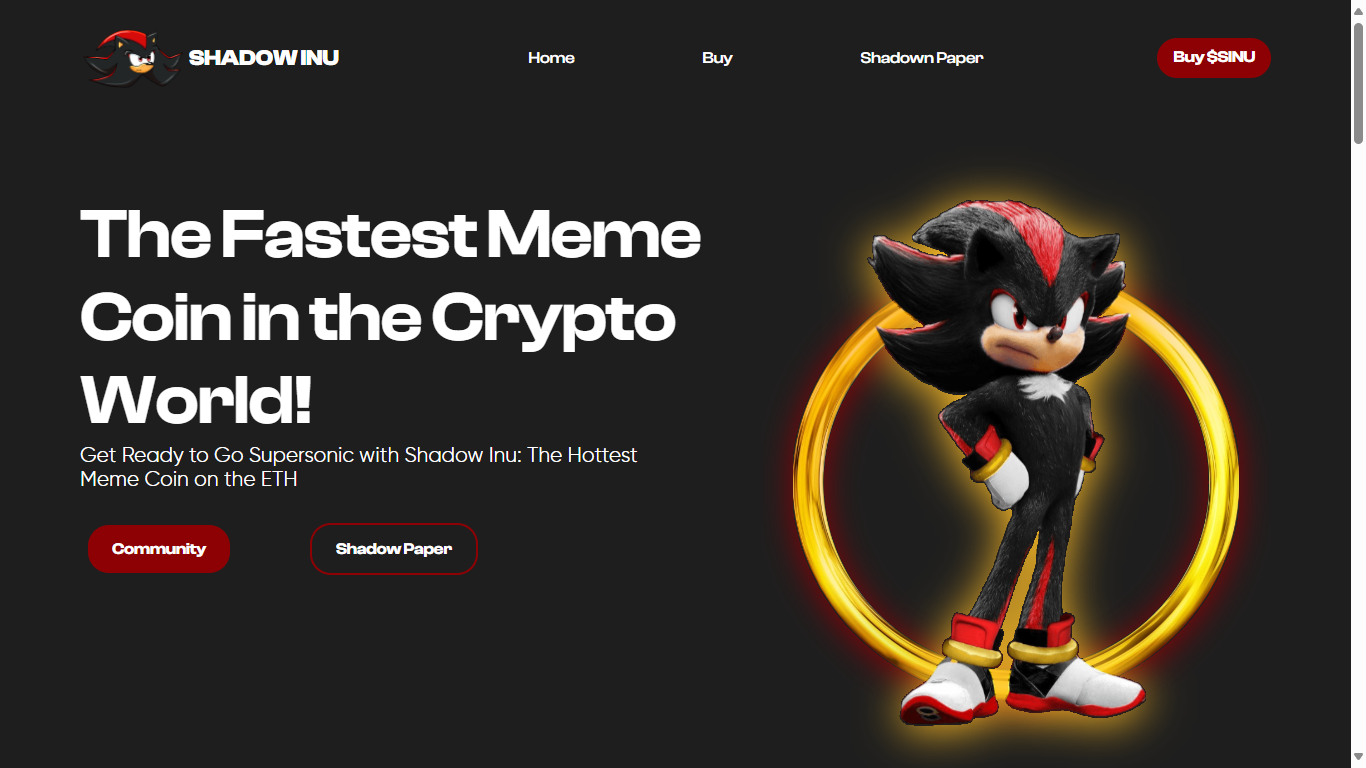 SHADOW INU
Home
Buy
Shadown Paper
Buy $SINU
The Fastest Meme
Coin in the Crypto
World!
Get Ready to Go Supersonic with Shadow Inu: The Hottest
Meme Coin on the ETH
Community
Shadow Paper